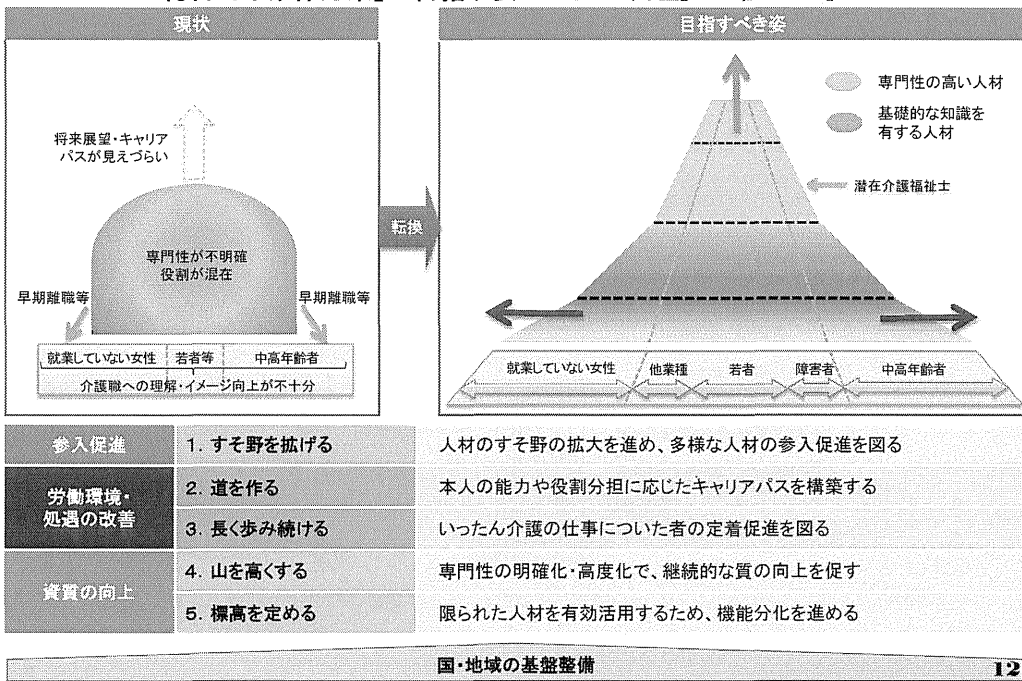 現状
目指すべき姿
将来展望・キャリア
パスが見えづらい
専門性が不明確
役割が混在
早期離職等
早期離職等
就業していない女性
若者等
中高年齢者
介護職への理解・イメージ向上が不十分
転換
専門性の高い人材
基礎的な知識を
有する人材
潜在介護福祉士
就業していない女性
他業種
若者
障害者
中高年齢者
参入促進
1. すそ野を拡げる
人材のすそ野の拡大を進め、多様な人材の参入促進を図る
労働環境・
処遇の改善
2. 道を作る
本人の能力や役割分担に応じたキャリアパスを構築する
3. 長く歩み続ける
いったん介護の仕事についた者の定着促進を図る
資質の向上
4. 山を高くする
専門性の明確化・高度化で、継続的な質の向上を促す
5. 標高を定める
限られた人材を有効活用するため、機能分化を進める
国・地域の基盤整備
12